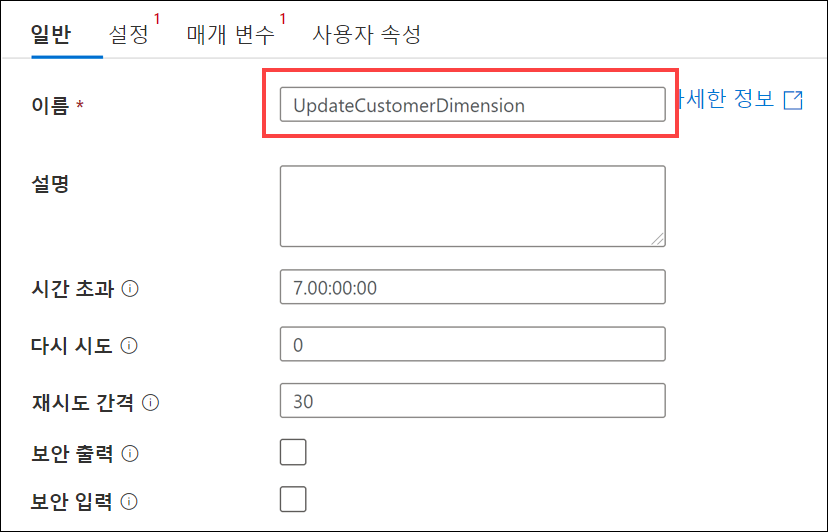 일반 설정 1 매개 변수 1 사용자 속성
이름 * UpdateCustomerDimension 세한 정보
설명
시간 초과 7.00:00:00
다시 시도 0
재시도 간격 30
보안 출력
보안 입력